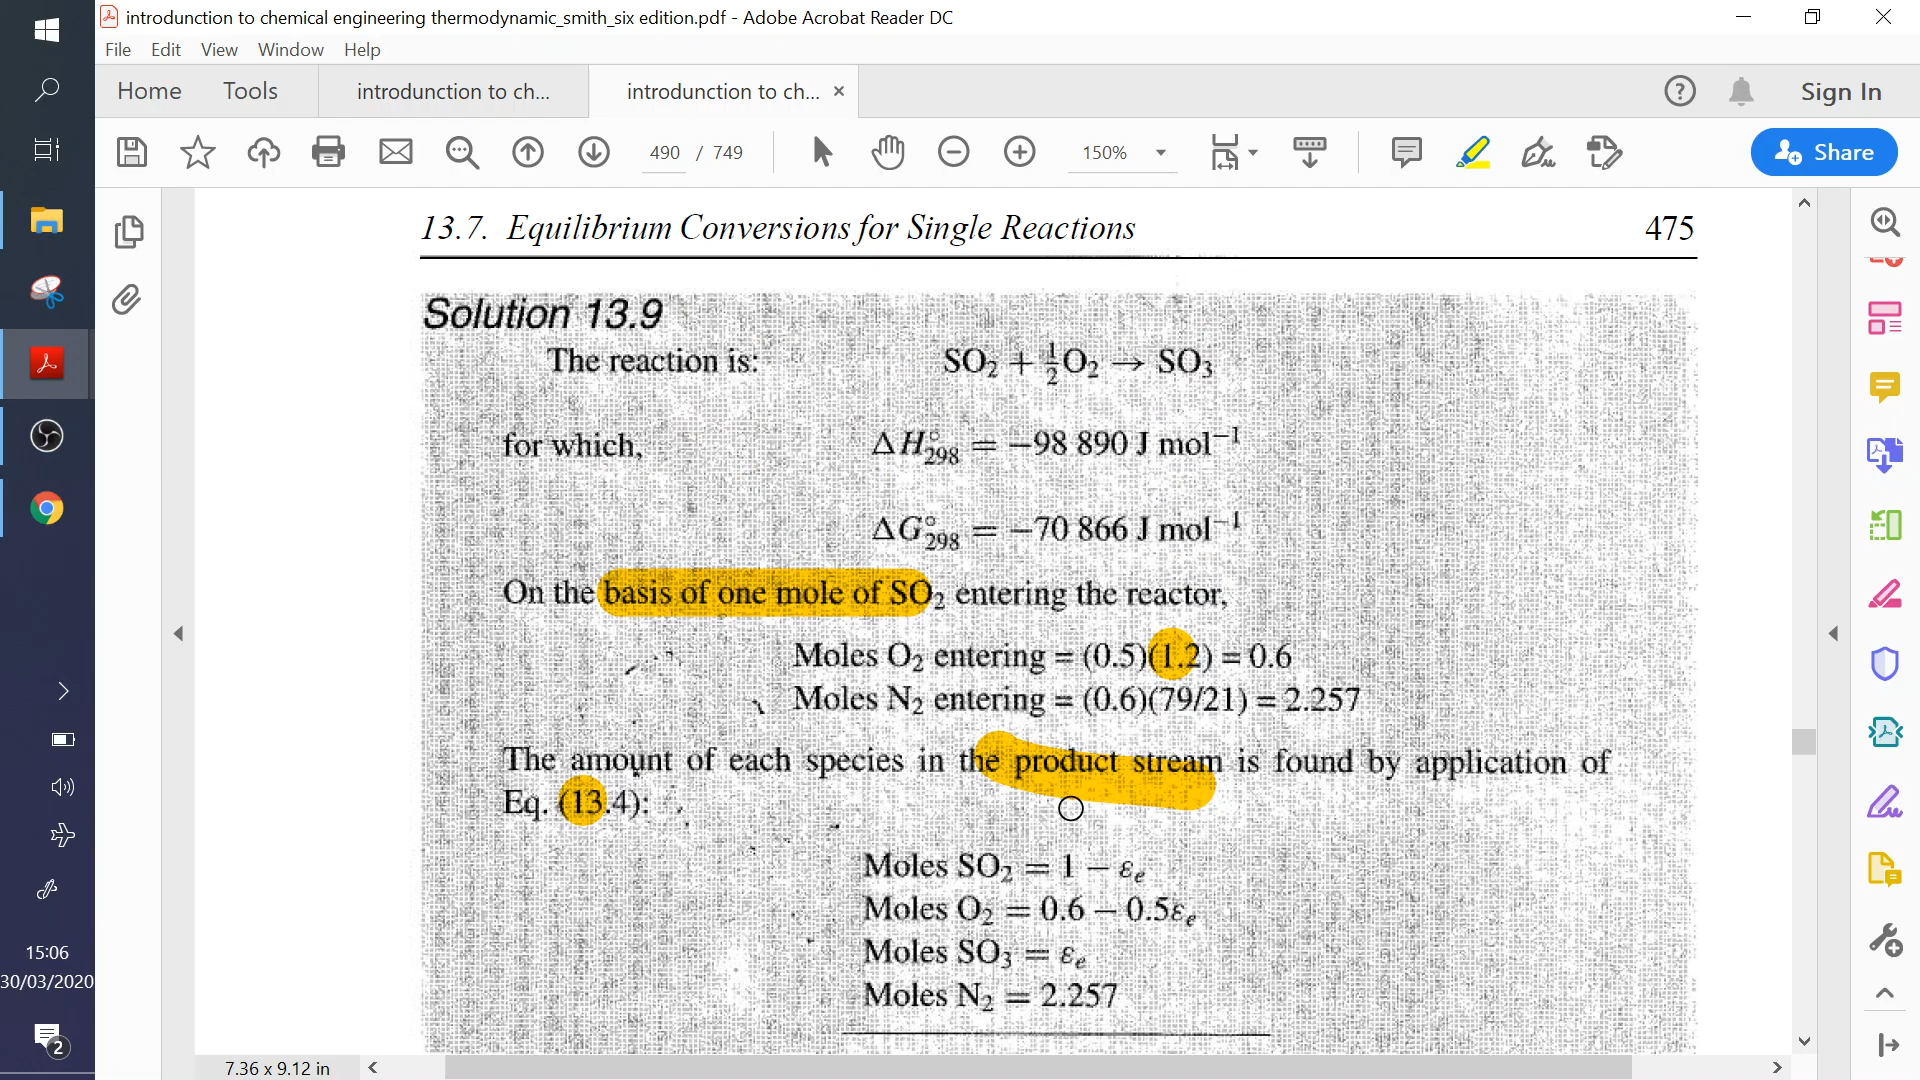 introdunction to chemical engineering thermodynamic_smith_six edition.pdf - Adobe Acrobat Reader DC
File Edit View Window Help
Home Tools introdunction to ch... introdunction to ch... × Sign In
490 / 749 150% Share
13.7. Equilibrium Conversions for Single Reactions 475
Solution 13.9
The reaction is: SO₂ + ½O₂ → SO₃
for which, ΔH°₂₉₈ = −98 890 J mol⁻¹
ΔG°₂₉₈ = −70 866 J mol⁻¹
On the basis of one mole of SO₂ entering the reactor,
Moles O₂ entering = (0.5)(1.2) = 0.6
Moles N₂ entering = (0.6)(79/21) = 2.257
The amount of each species in the product stream is found by application of
Eq. (13.4):
Moles SO₂ = 1 − εₑ
Moles O₂ = 0.6 − 0.5εₑ
Moles SO₃ = εₑ
Moles N₂ = 2.257
7.36 x 9.12 in
15:06
30/03/2020
2